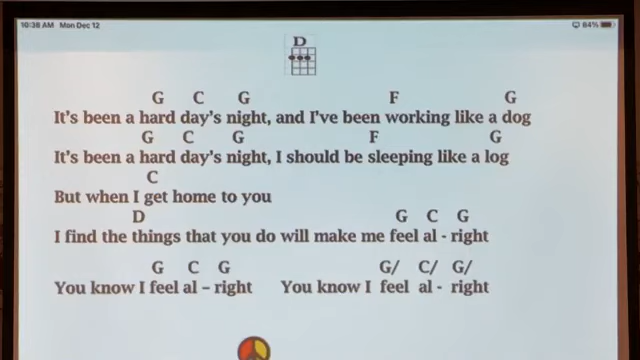 10:36 AM Mon Dec 12
64%
D
G C G F G
It's been a hard day's night, and I've been working like a dog
G C G F G
It's been a hard day's night, I should be sleeping like a log
C
But when I get home to you
D G C G
I find the things that you do will make me feel al - right
G C G G/ C/ G/
You know I feel al – right You know I feel al - right